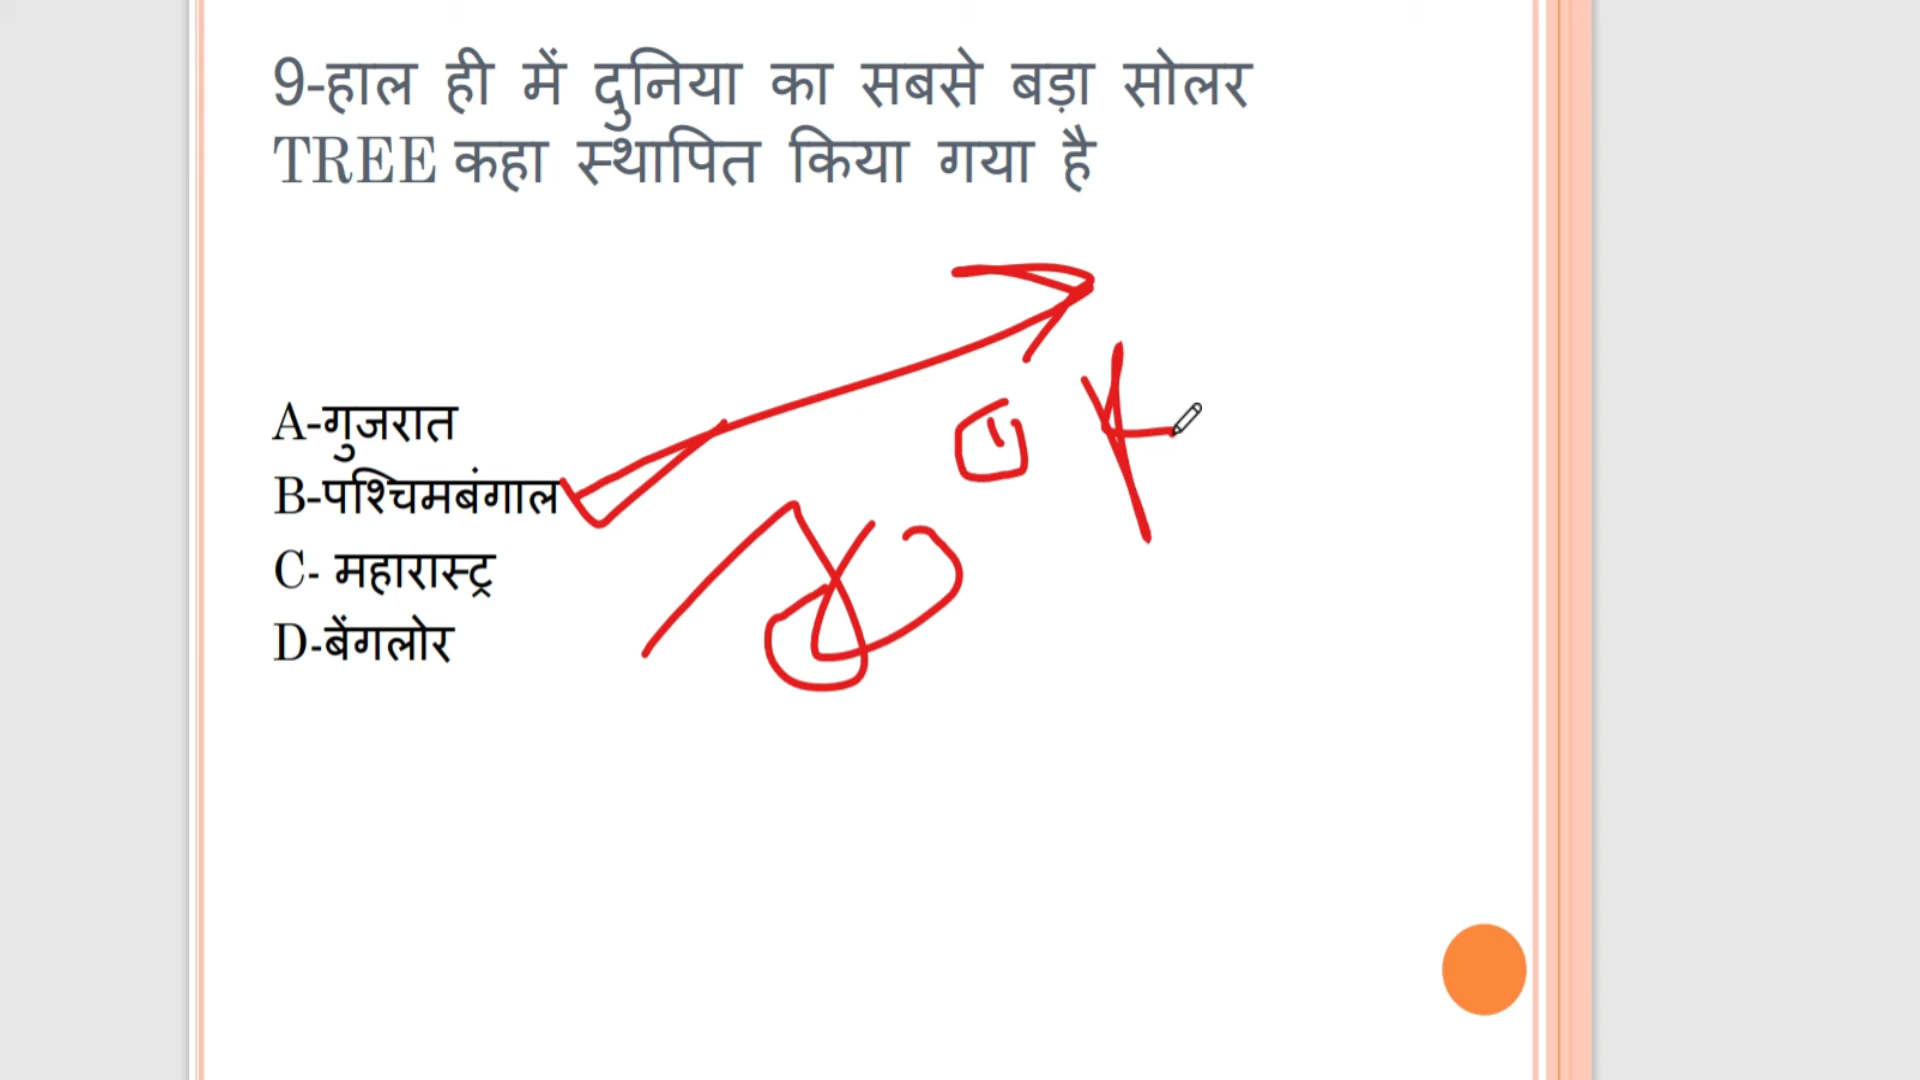 9-हाल ही में दुनिया का सबसे बड़ा सोलर
TREE कहा स्थापित किया गया है
A-गुजरात
B-पश्चिमबंगाल
C- महारास्ट्र
D-बेंगलोर